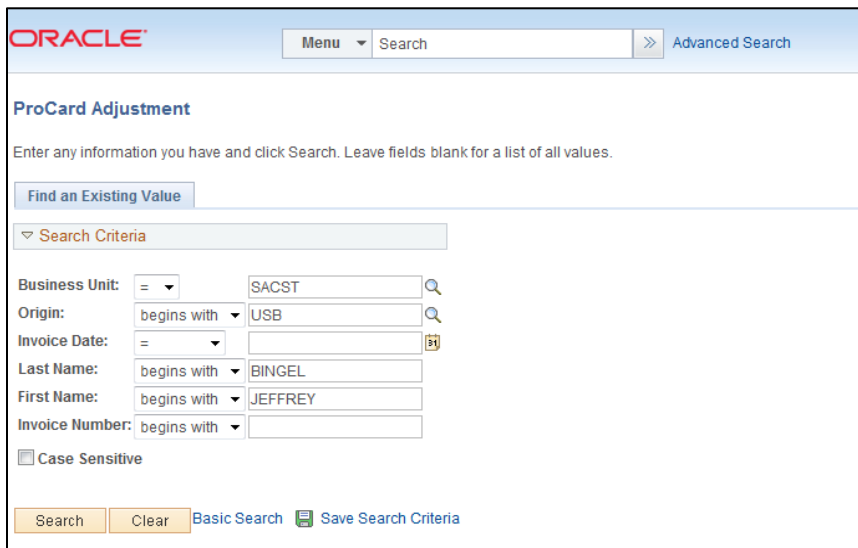 ORACLE
Menu Search Advanced Search
ProCard Adjustment
Enter any information you have and click Search. Leave fields blank for a list of all values.
Find an Existing Value
Search Criteria
Business Unit: = SACST
Origin: begins with USB
Invoice Date: = 31
Last Name: begins with BINGEL
First Name: begins with JEFFREY
Invoice Number: begins with
Case Sensitive
Search Clear Basic Search Save Search Criteria